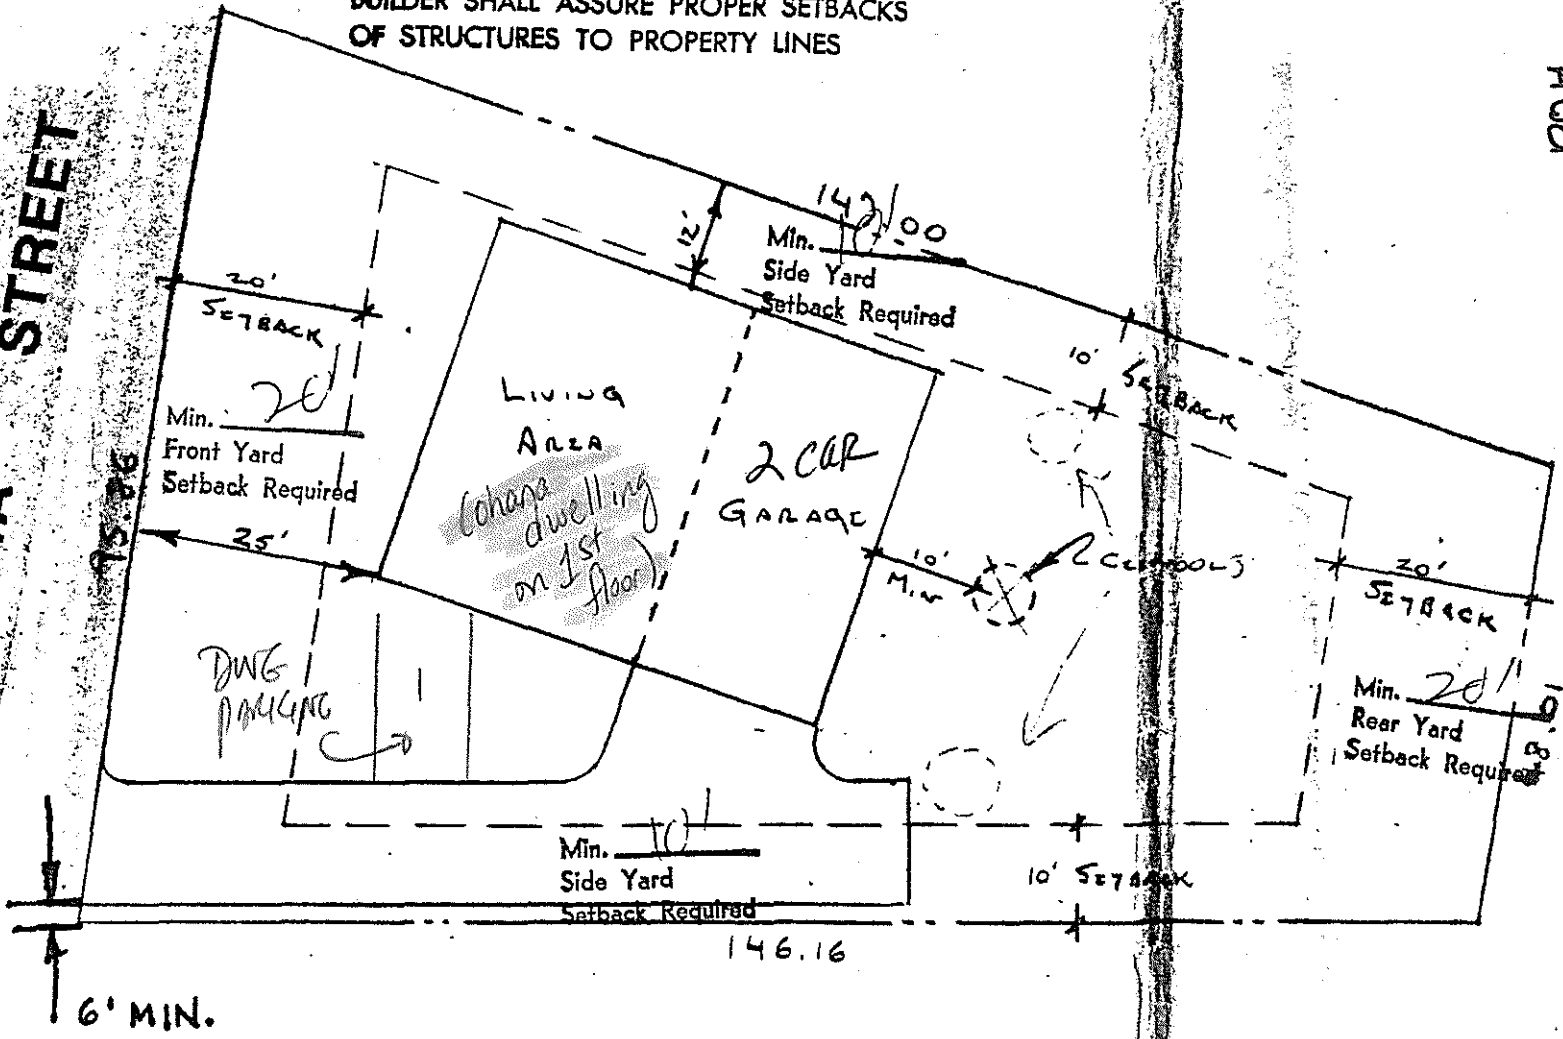 BUILDER SHALL ASSURE PROPER SETBACKS
OF STRUCTURES TO PROPERTY LINES
STREET
12'
Min. 10'
Side Yard
Setback Required
20'
SETBACK
Min. 20'
Front Yard
Setback Required
25'
LIVING
AREA
(ohana
dwelling
on 1st
floor)
2 CAR
GARAGE
10'
SETBACK
10'
MIN
20'
SETBACK
Min. 20'
Rear Yard
Setback Required
DWG
PARKING
1
Min. 10'
Side Yard
Setback Required
10' SETBACK
146.16
6' MIN.